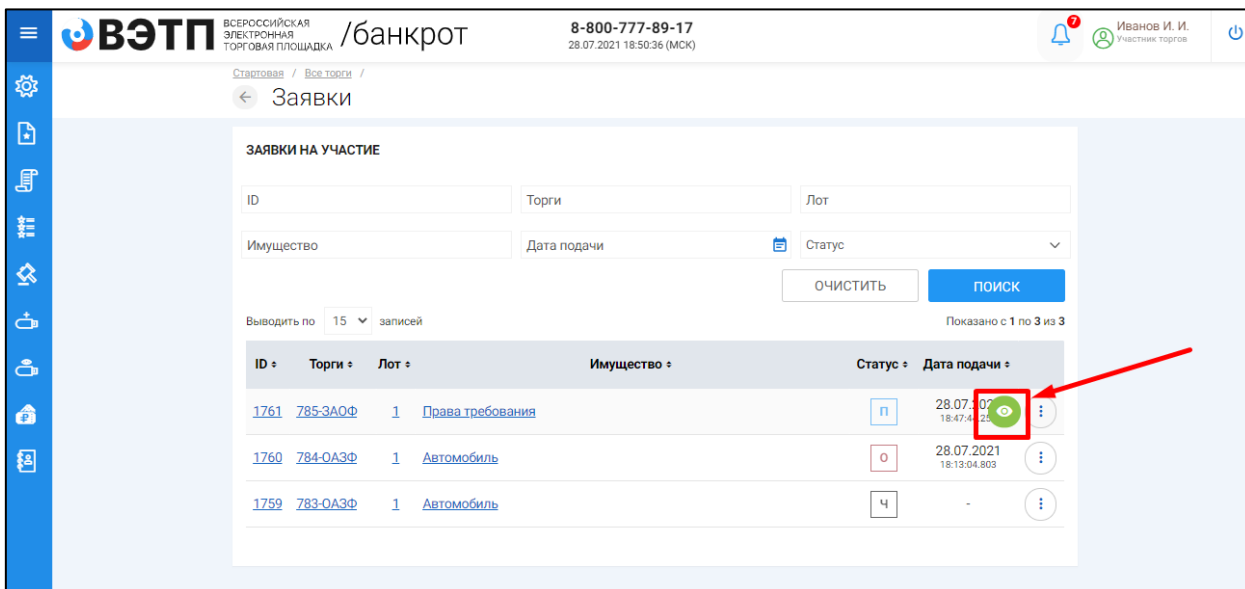 ВЭТП ВСЕРОССИЙСКАЯ ЭЛЕКТРОННАЯ ТОРГОВАЯ ПЛОЩАДКА /банкрот
8-800-777-89-17
28.07.2021 18:50:36 (МСК)
7
Иванов И. И.
Участник торгов
Стартовая / Все торги /
Заявки
ЗАЯВКИ НА УЧАСТИЕ
ID Торги Лот
Имущество Дата подачи Статус
ОЧИСТИТЬ ПОИСК
Выводить по 15 записей Показано с 1 по 3 из 3
ID Торги Лот Имущество Статус Дата подачи
1761 785-ЗАОФ 1 Права требования П 28.07.202
18:47:44.25
1760 784-ОАЗФ 1 Автомобиль О 28.07.2021
18:13:04.803
1759 783-ОАЗФ 1 Автомобиль Ч -